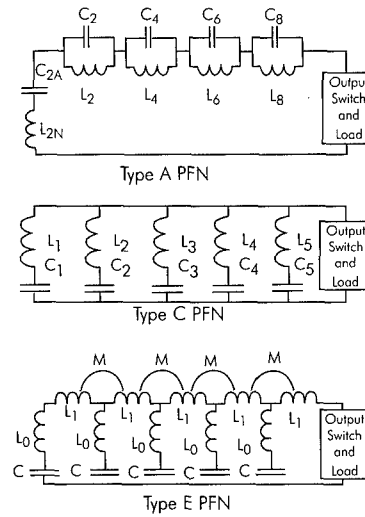 C2 C4 C6 C8
C2A
L2 L4 L6 L8
L2N
Output
Switch
and
Load
Type A PFN
L1 L2 L3 L4 L5
C1 C2 C3 C4 C5
Output
Switch
and
Load
Type C PFN
M M M M
L1 L1 L1 L1 L1
L0 L0 L0 L0 L0
C C C C C
Output
Switch
and
Load
Type E PFN